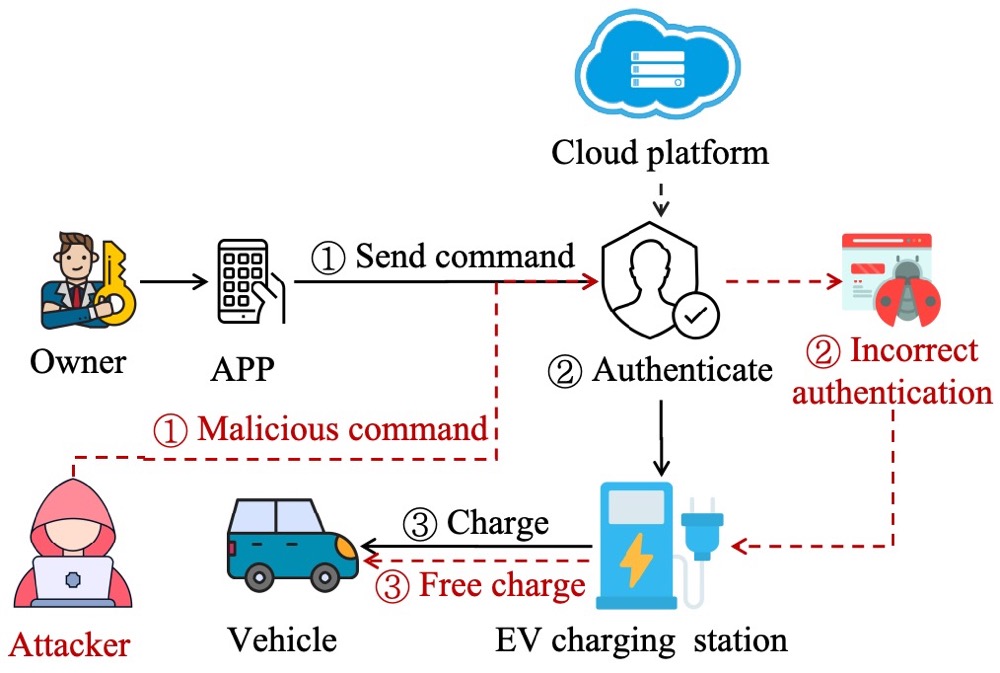 Cloud platform
① Send command
Owner
APP
② Authenticate
② Incorrect
authentication
① Malicious command
③ Charge
③ Free charge
Attacker
Vehicle
EV charging station